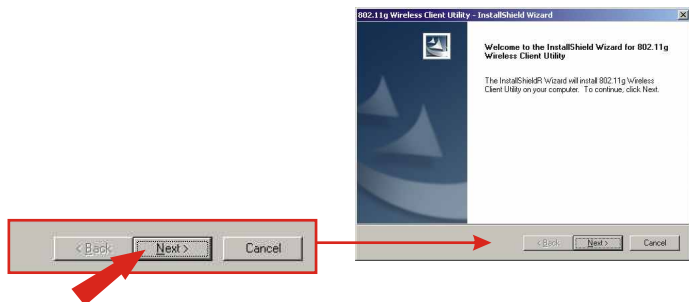 802.11g Wireless Client Utility - InstallShield Wizard
Welcome to the InstallShield Wizard for 802.11g
Wireless Client Utility
The InstallShieldR Wizard will install 802.11g Wireless
Client Utility on your computer. To continue, click Next.
< Back Next > Cancel
< Back Next > Cancel